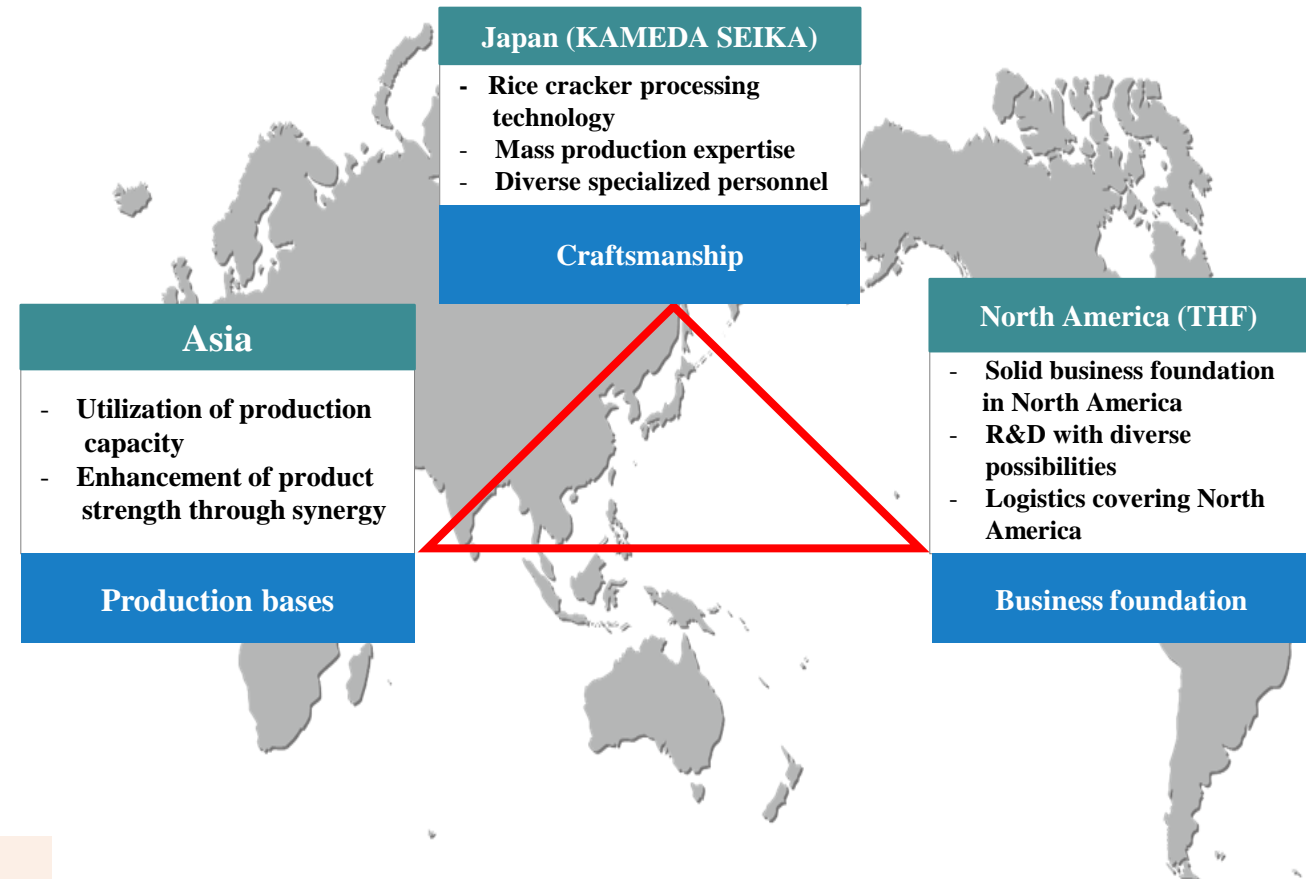 Japan (KAMEDA SEIKA)
- Rice cracker processing
technology
- Mass production expertise
- Diverse specialized personnel
Craftsmanship
Asia
- Utilization of production
capacity
- Enhancement of product
strength through synergy
Production bases
North America (THF)
- Solid business foundation
in North America
- R&D with diverse
possibilities
- Logistics covering North
America
Business foundation